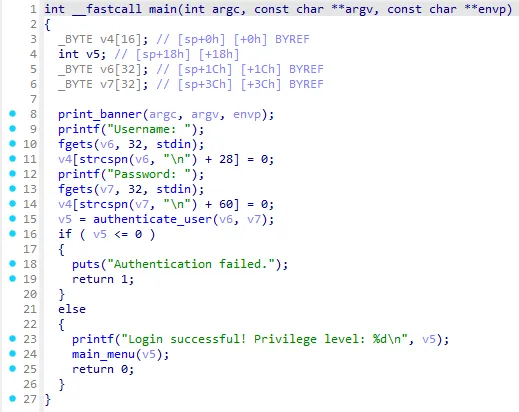 1 int __fastcall main(int argc, const char **argv, const char **envp)
2 {
3 _BYTE v4[16]; // [sp+0h] [+0h] BYREF
4 int v5; // [sp+18h] [+18h]
5 _BYTE v6[32]; // [sp+1Ch] [+1Ch] BYREF
6 _BYTE v7[32]; // [sp+3Ch] [+3Ch] BYREF
7
8 print_banner(argc, argv, envp);
9 printf("Username: ");
10 fgets(v6, 32, stdin);
11 v4[strcspn(v6, "\n") + 28] = 0;
12 printf("Password: ");
13 fgets(v7, 32, stdin);
14 v4[strcspn(v7, "\n") + 60] = 0;
15 v5 = authenticate_user(v6, v7);
16 if ( v5 <= 0 )
17 {
18 puts("Authentication failed.");
19 return 1;
20 }
21 else
22 {
23 printf("Login successful! Privilege level: %d\n", v5);
24 main_menu(v5);
25 return 0;
26 }
27 }